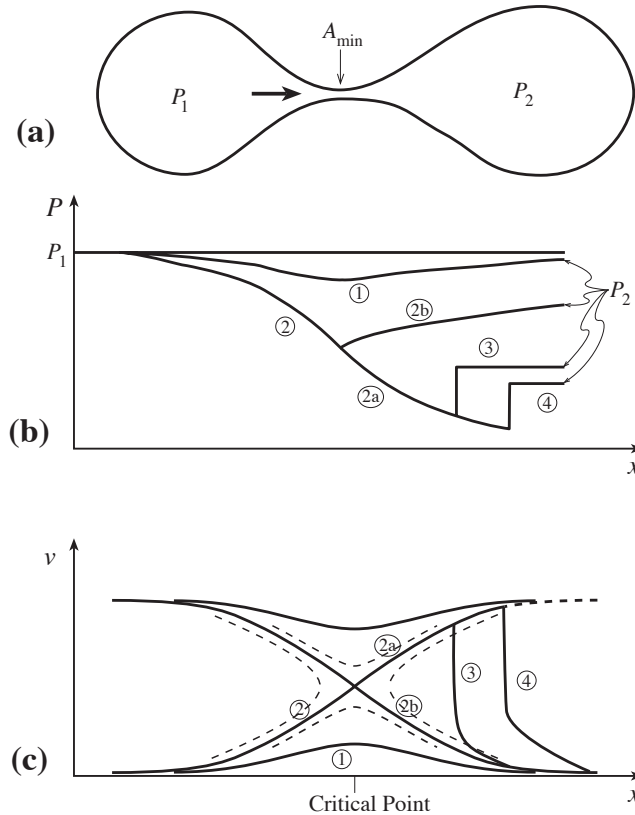 A_min
P_1
P_2
(a)
P
P_1
①
②
②b
②a
③
④
P_2
(b)
x
v
②a
②
②b
①
③
④
(c)
x
Critical Point